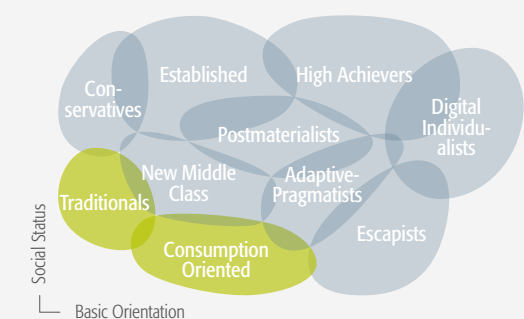 Established
High Achievers
Con-
servatives
Digital
Individu-
alists
Postmaterialists
New Middle
Class
Adaptive-
Pragmatists
Traditionals
Escapists
Consumption
Oriented
Social Status
Basic Orientation